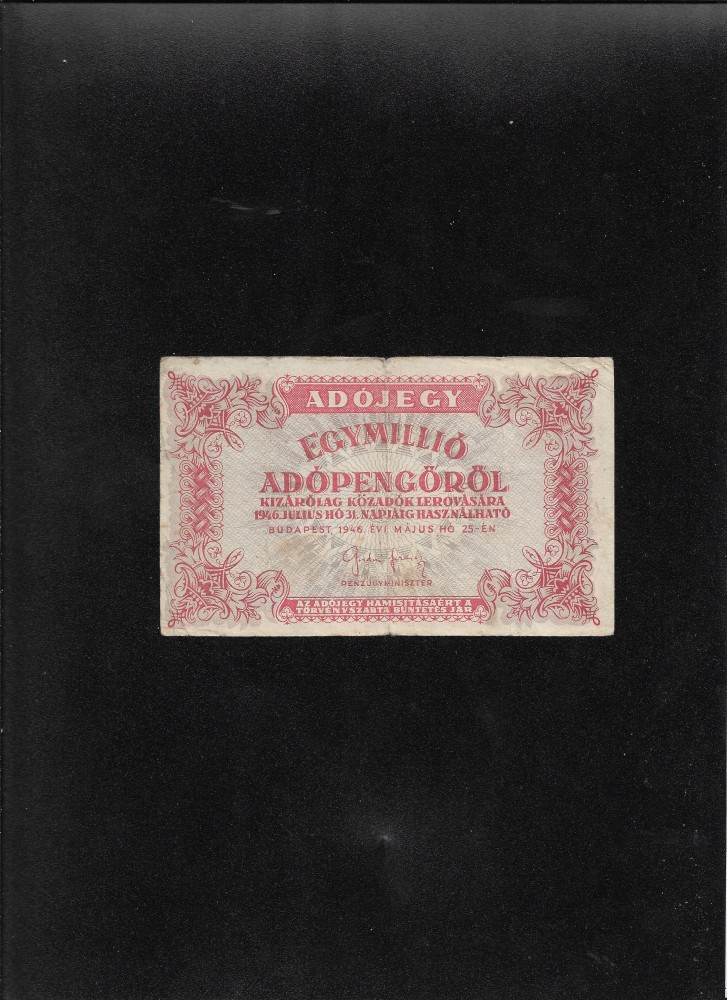 ADÓJEGY
EGYMILLIÓ
ADÓPENGŐRŐL
KIZÁRÓLAG KÖZADÓK LEROVÁSÁRA
1946. JULIUS HÓ 31. NAPJÁIG HASZNÁLHATÓ
BUDAPEST, 1946. ÉVI MÁJUS HÓ 25-ÉN
PÉNZÜGYMINISZTER
AZ ADÓJEGY HAMISÍTÁSÁÉRT A
TÖRVÉNYSZABTA BÜNTETÉS JÁR